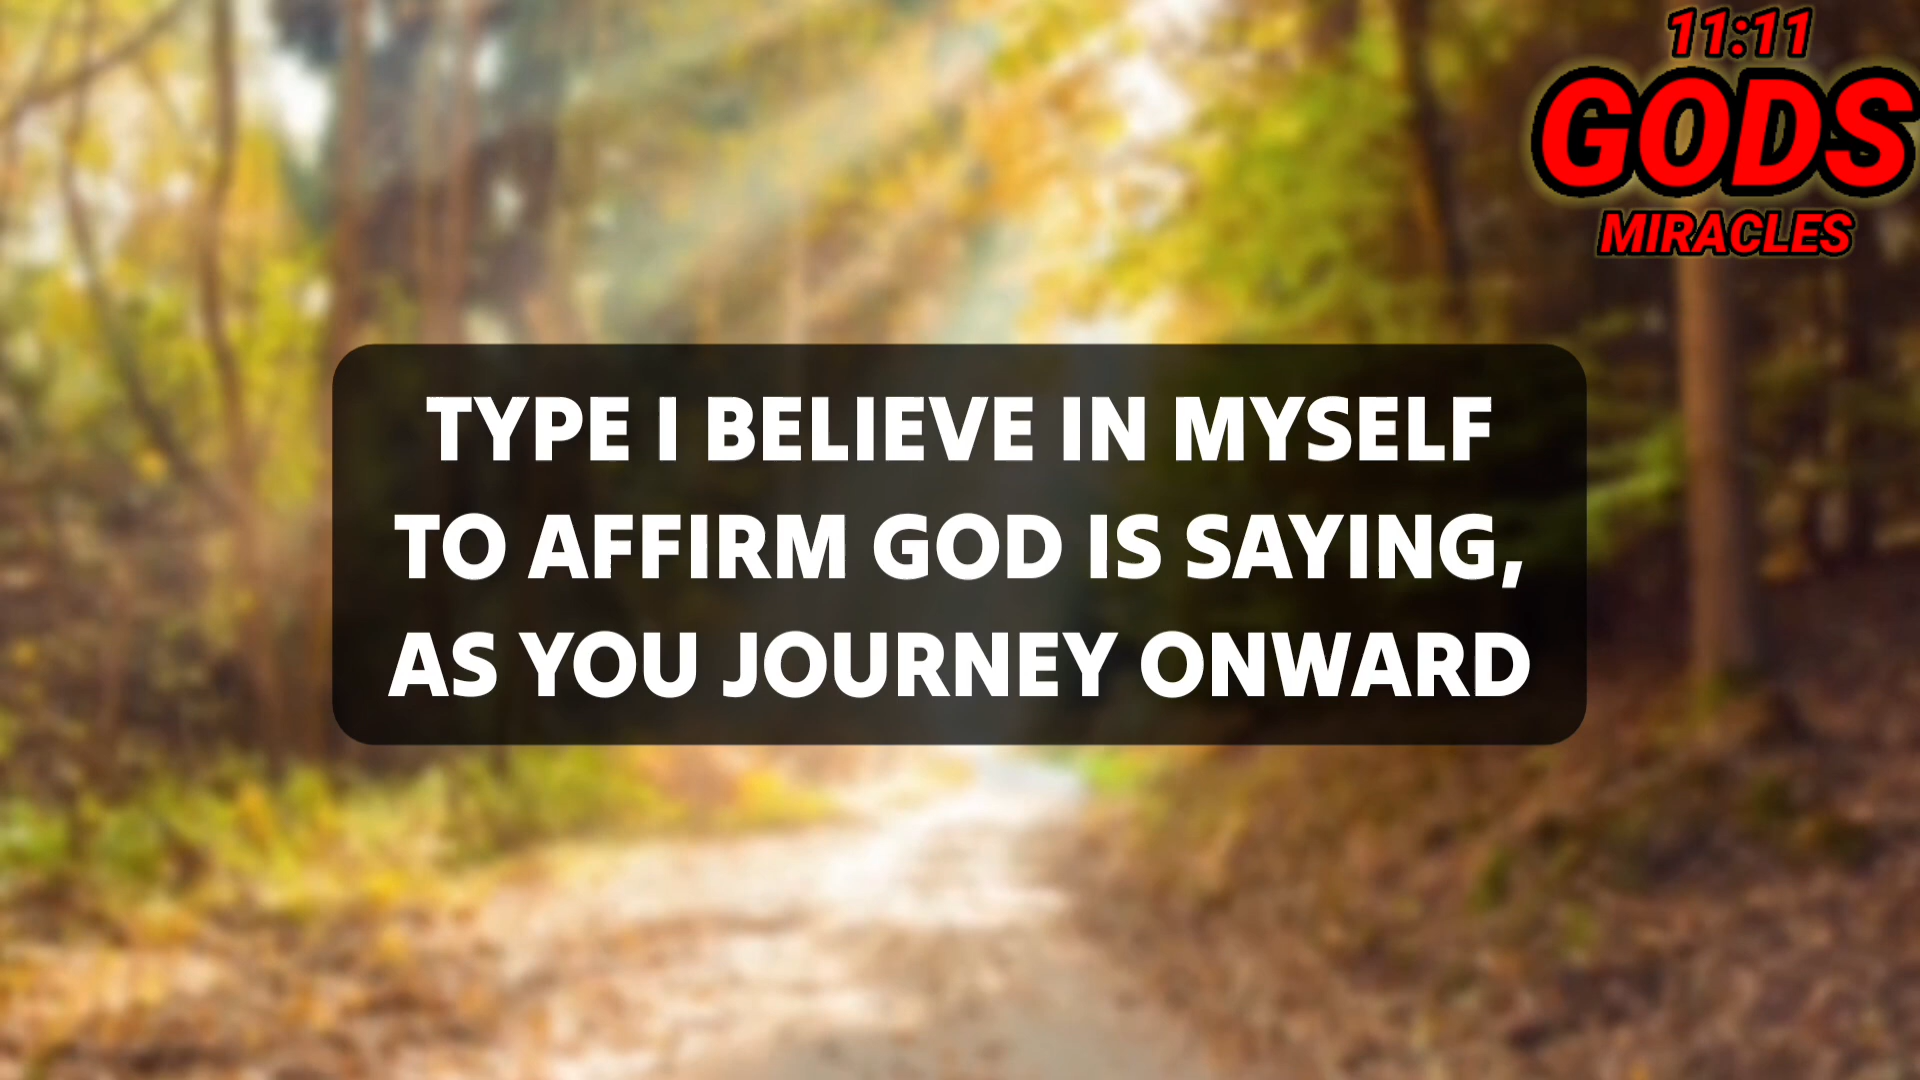 11:11
GODS
MIRACLES
TYPE I BELIEVE IN MYSELF
TO AFFIRM GOD IS SAYING,
AS YOU JOURNEY ONWARD